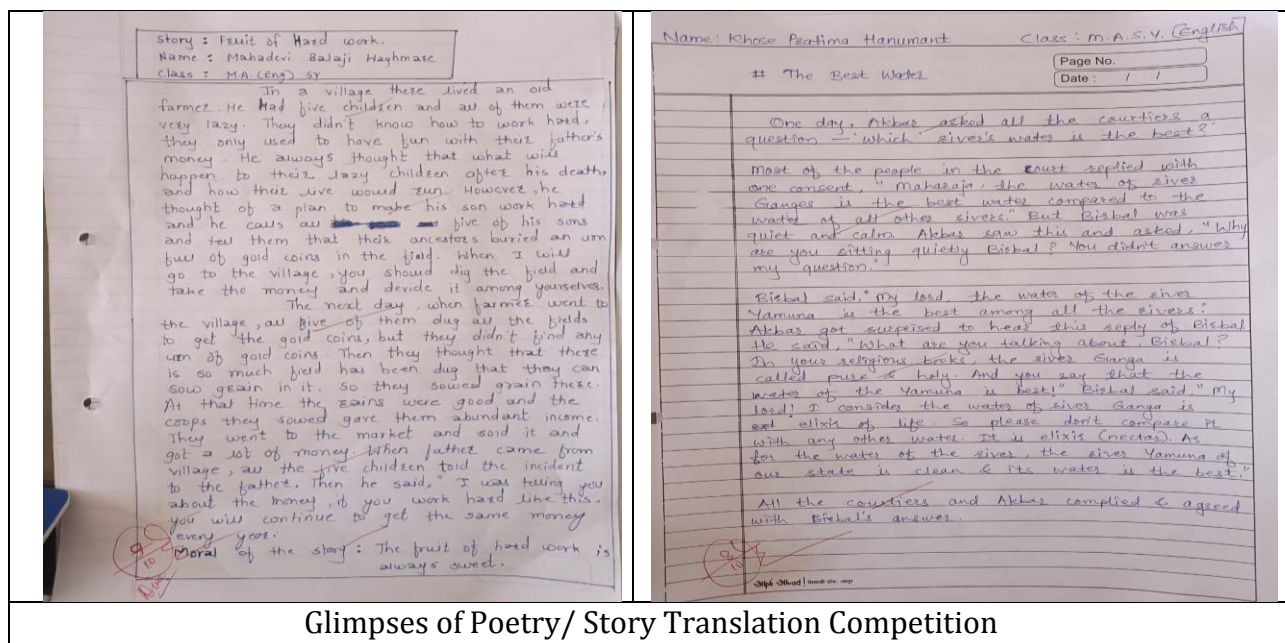 Story : Fruit of Hard work.
Name : Mahadevi Balaji Waghmare
Class : M.A. (Eng) SY
In a village there lived an old
farmer. He Had five children and all of them were
very lazy. They didn't know how to work hard,
they only used to have fun with their father's
money. He always thought that what will
happen to their lazy children after his death,
and how their live would run. However, he
thought of a plan to make his son work hard
and he calls all five of his sons
and tell them that their ancestors burried an urn
full of gold coins in the field. When I will
go to the village, you should dig the field and
take the money and devide it among yourselves.
The next day, when farmer went to
the village, all five of them dug all the fields
to get the gold coins, but they didn't find any
urn of gold coins. Then they thought that there
is so much field has been dug that they can
sow grain in it. So they sowed grain there.
At that time the rains were good and the
coops they sowed gave them abundant income.
They went to the market and sold it and
got a lot of money. When father came from
village, all the five children told the incident
to the father. Then he said, "I was telling you
about the money, if you work hard like this,
you will continue to get the same money
every year.
Moral of the story : The fruit of hard work is
always sweet.
9
10
Name: Khose Pratima Hanumant Class: M.A.S.Y. (English
Page No.
Date : / /
# The Best Water
One day, Akbar asked all the courtiers a
question — 'which river's water is the best?'
Most of the people in the court replied with
one consent, "Maharaja, the water of river
Ganges is the best water compared to the
water of all other rivers." But Birbal was
quiet and calm. Akbar saw this and asked, "Why
are you sitting quietly Birbal? You didn't answer
my question."
Birbal said, "My lord, the water of the river
Yamuna is the best among all the rivers."
Akbar got surprised to hear this reply of Birbal
He said, "What are you talking about, Birbal?
In your religious books, the river Ganga is
called pure & holy. And you say that the
water of the Yamuna is best!" Birbal said, "My
lord! I consider the water of river Ganga is
elixir of life. So please don't compare it
with any other water. It is elixir (nectar). As
for the water of the river, the river Yamuna of
our state is clean & its water is the best."
All the courtiers and Akbar complied & agreed
with Birbal's answer.
10
Glimpses of Poetry/ Story Translation Competition